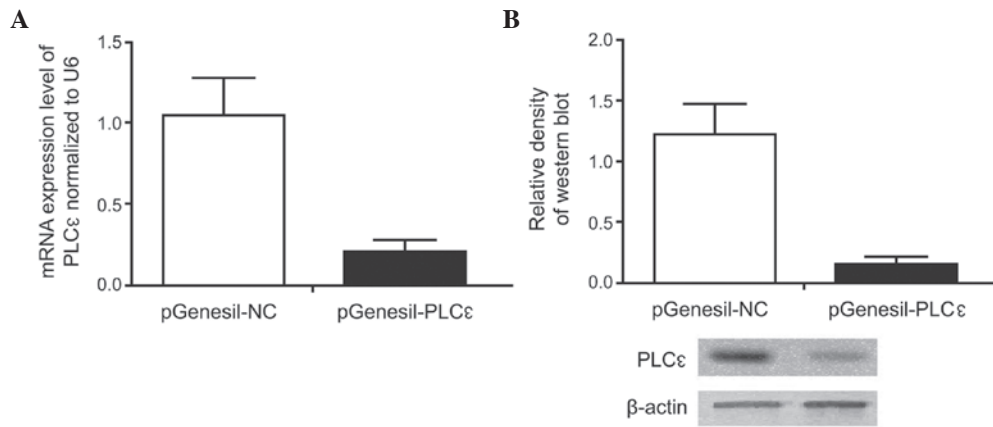 A
mRNA expression level of
PLCε normalized to U6
1.5
1.0
0.5
0.0
pGenesil-NC
pGenesil-PLCε
B
Relative density
of western blot
2.0
1.5
1.0
0.5
0.0
pGenesil-NC
pGenesil-PLCε
PLCε
β-actin